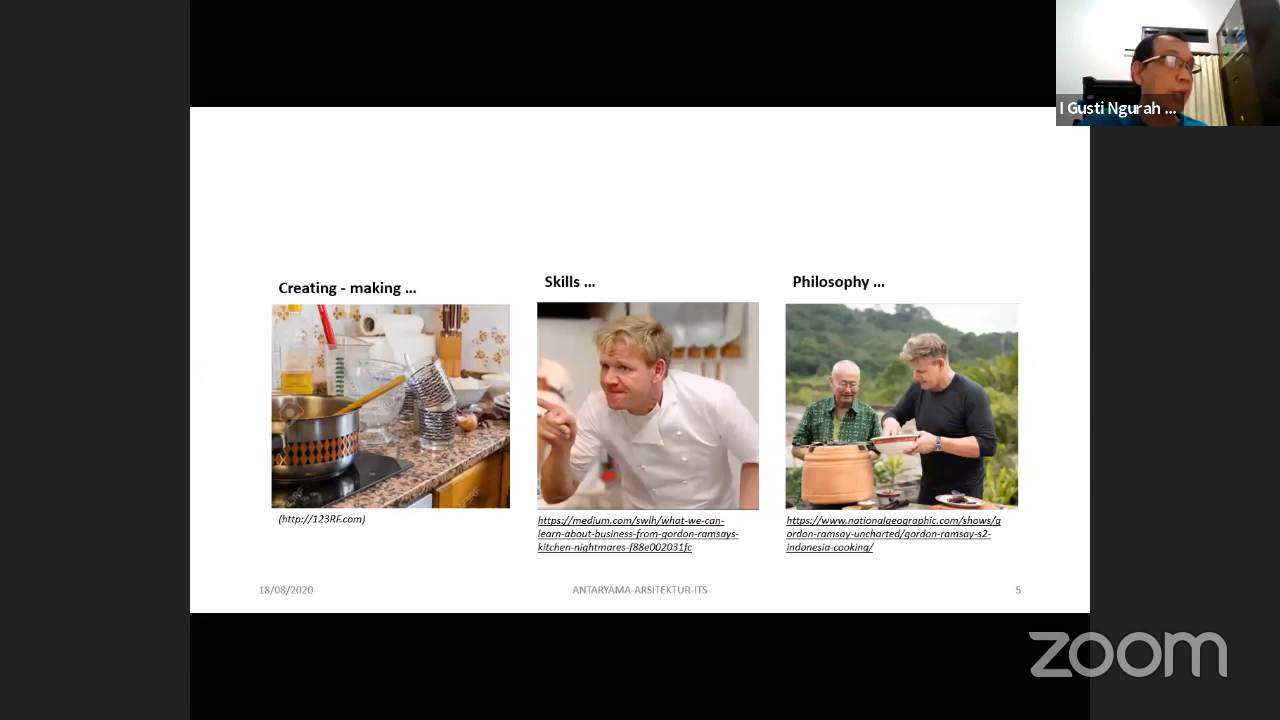 I Gusti Ngurah ...
Creating - making ...
Skills ...
Philosophy ...
(http://123RF.com)
https://medium.com/swlh/what-we-can-
learn-about-business-from-gordon-ramsays-
kitchen-nightmares-f88e002031fc
https://www.nationalgeographic.com/shows/g
ordon-ramsay-uncharted/gordon-ramsay-s2-
indonesia-cooking/
18/08/2020
ANTARYAMA-ARSITEKTUR-ITS
5
zoom